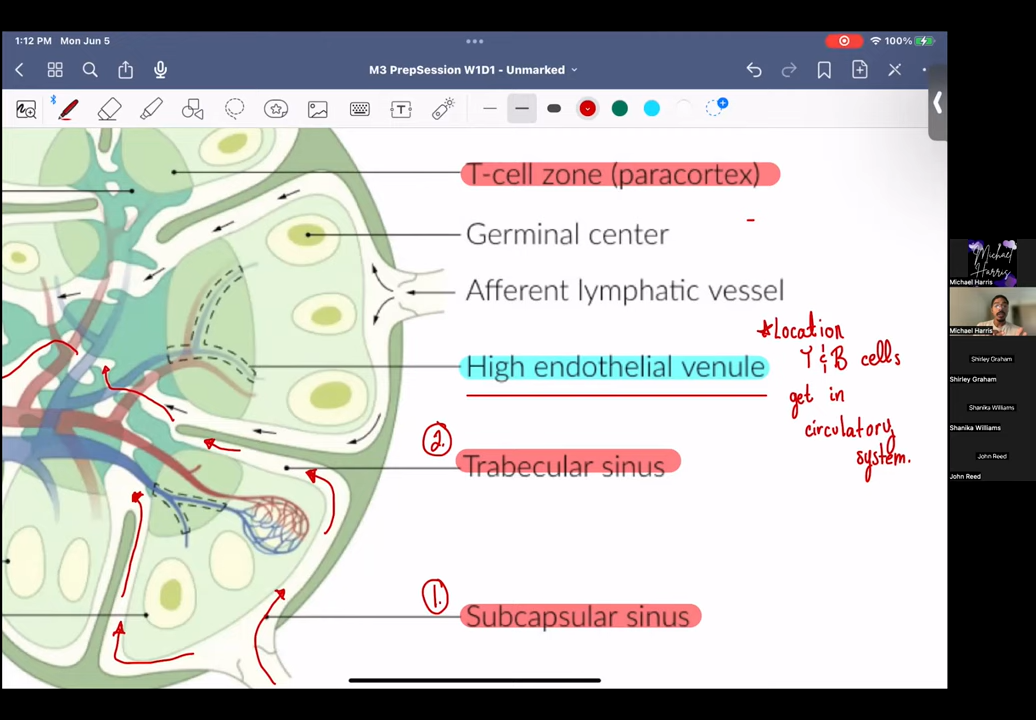 1:12 PM Mon Jun 5
100%
M3 PrepSession W1D1 - Unmarked
T
T-cell zone (paracortex)
Germinal center
Afferent lymphatic vessel
High endothelial venule
Location
T & B cells
get in
circulatory
system.
2.
Trabecular sinus
1.
Subcapsular sinus
Michael
Harris
Michael Harris
Michael Harris
Shirley Graham
Shirley Graham
Shanika Williams
Shanika Williams
John Reed
John Reed